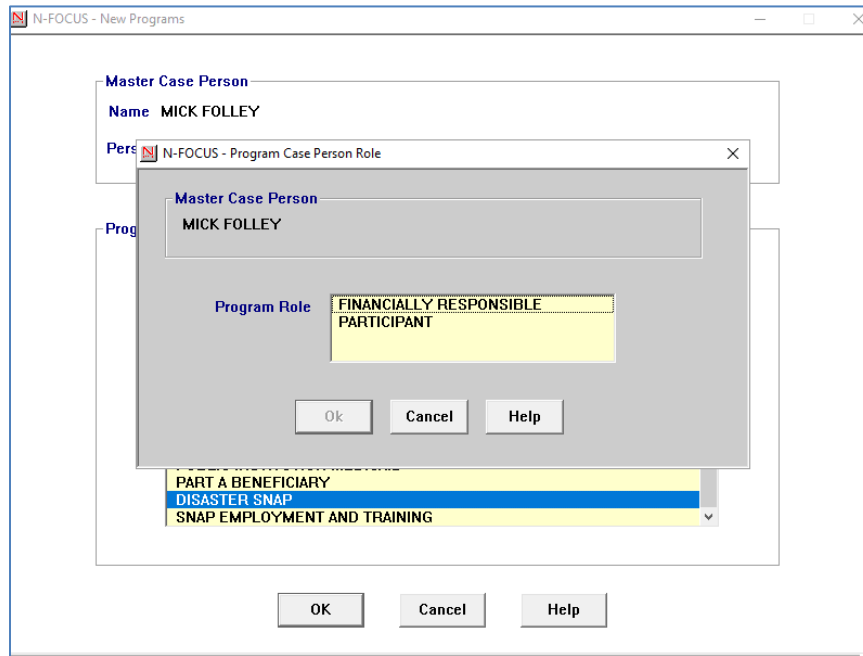 N-FOCUS - New Programs
Master Case Person
Name MICK FOLLEY
Pers
N-FOCUS - Program Case Person Role
Master Case Person
MICK FOLLEY
Prog
Program Role
FINANCIALLY RESPONSIBLE
PARTICIPANT
Ok Cancel Help
PART A BENEFICIARY
DISASTER SNAP
SNAP EMPLOYMENT AND TRAINING
OK Cancel Help